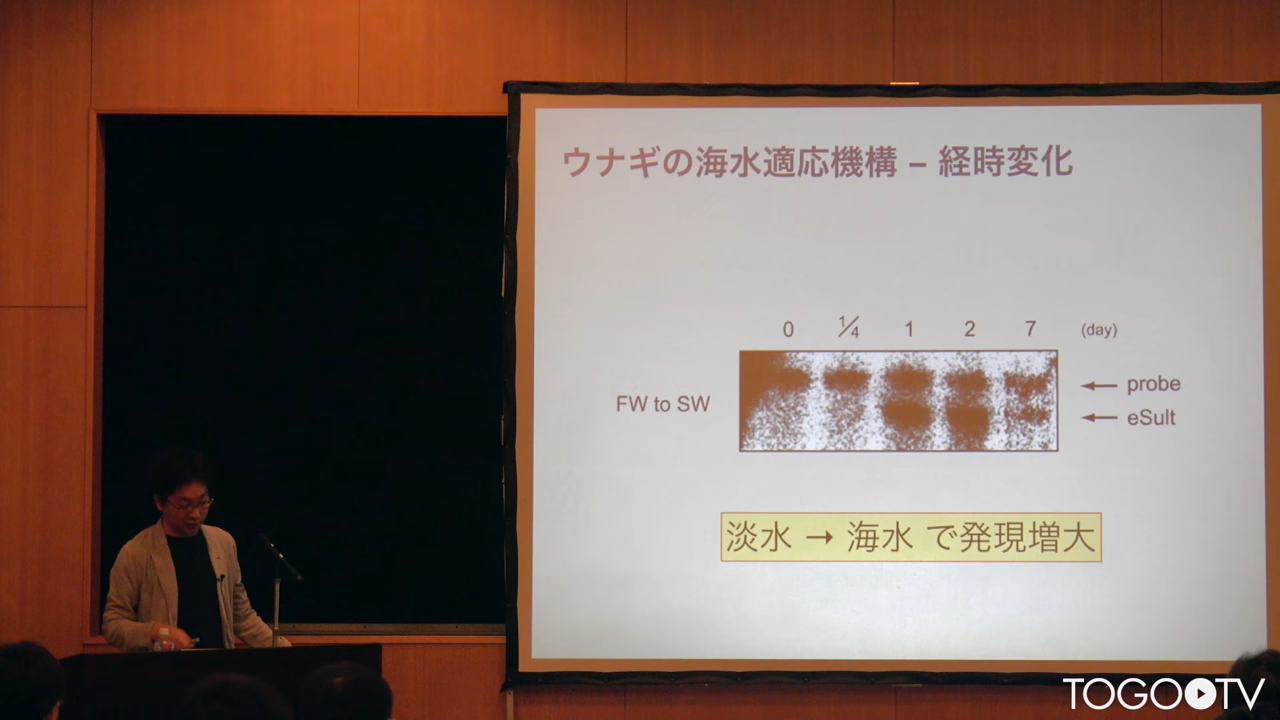 ウナギの海水適応機構 – 経時変化
0 1/4 1 2 7 (day)
FW to SW
probe
eSult
淡水 → 海水 で発現増大
TOGOTV